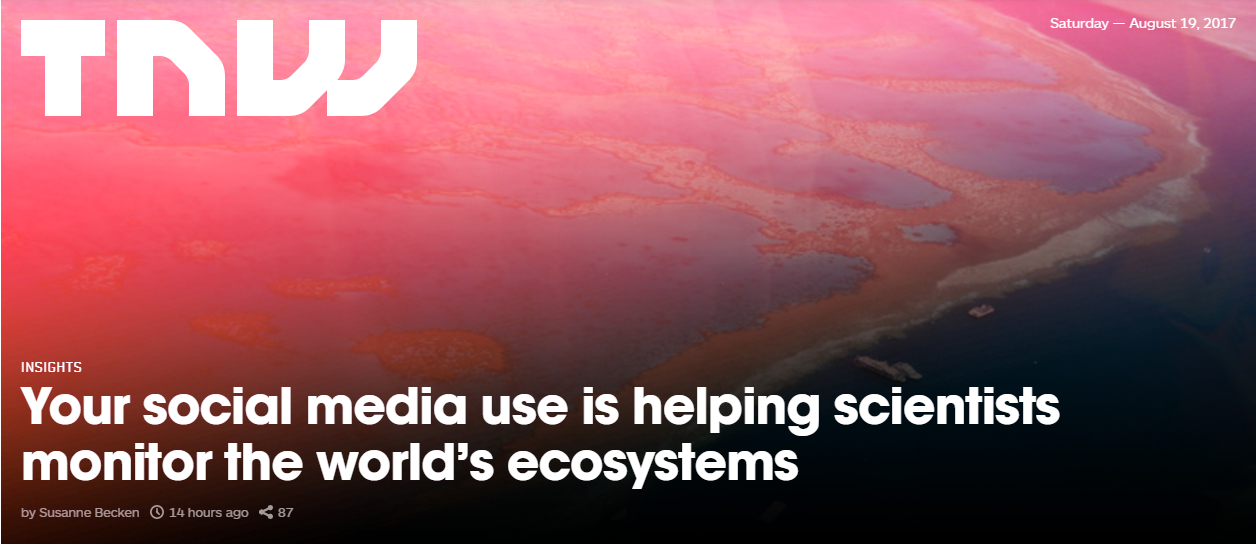 TNW
Saturday — August 19, 2017
INSIGHTS
Your social media use is helping scientists
monitor the world's ecosystems
by Susanne Becken 14 hours ago 87